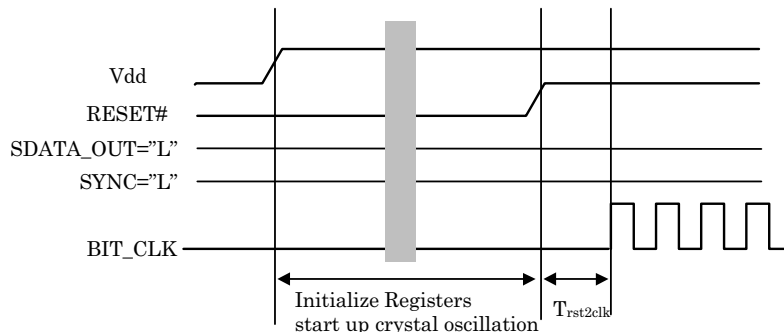 Vdd
RESET#
SDATA_OUT=”L”
SYNC=”L”
BIT_CLK
Initialize Registers
start up crystal oscillation
Trst2clk